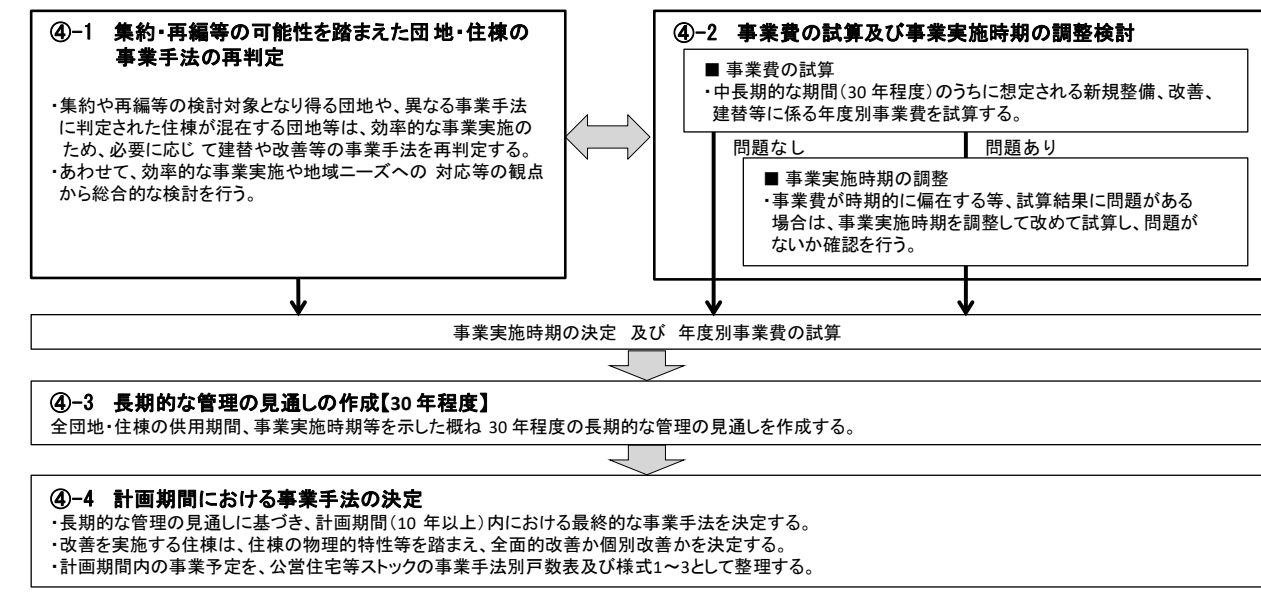 ④-1 集約・再編等の可能性を踏まえた団地・住棟の
事業手法の再判定
・集約や再編等の検討対象となり得る団地や、異なる事業手法
に判定された住棟が混在する団地等は、効率的な事業実施の
ため、必要に応じて建替や改善等の事業手法を再判定する。
・あわせて、効率的な事業実施や地域ニーズへの対応等の観点
から総合的な検討を行う。
④-2 事業費の試算及び事業実施時期の調整検討
■ 事業費の試算
・中長期的な期間(30 年程度)のうちに想定される新規整備、改善、
建替等に係る年度別事業費を試算する。
問題なし
問題あり
■ 事業実施時期の調整
・事業費が時期的に偏在する等、試算結果に問題がある
場合は、事業実施時期を調整して改めて試算し、問題が
ないか確認を行う。
事業実施時期の決定 及び 年度別事業費の試算
④-3 長期的な管理の見通しの作成【30 年程度】
全団地・住棟の供用期間、事業実施時期等を示した概ね 30 年程度の長期的な管理の見通しを作成する。
④-4 計画期間における事業手法の決定
・長期的な管理の見通しに基づき、計画期間(10 年以上)内における最終的な事業手法を決定する。
・改善を実施する住棟は、住棟の物理的特性等を踏まえ、全面的改善か個別改善かを決定する。
・計画期間内の事業予定を、公営住宅等ストックの事業手法別戸数表及び様式1～3として整理する。